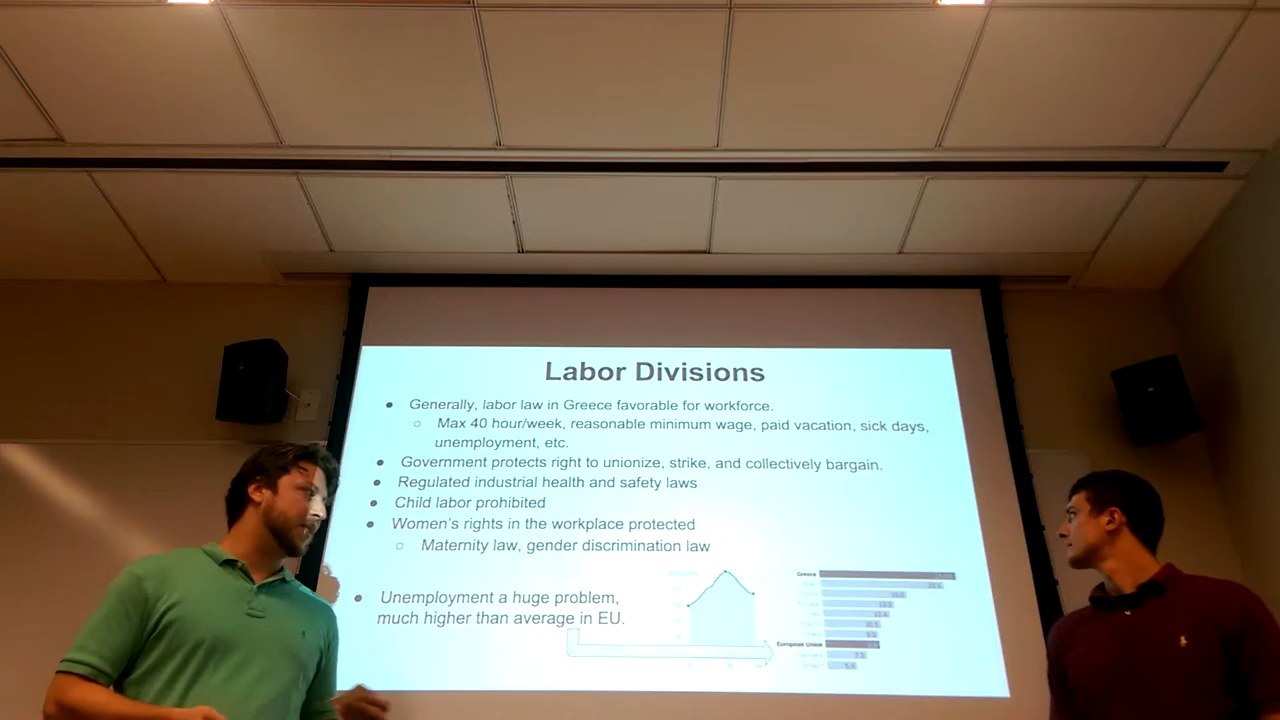 Labor Divisions
Generally, labor law in Greece favorable for workforce.
Max 40 hour/week, reasonable minimum wage, paid vacation, sick days,
unemployment, etc.
Government protects right to unionize, strike, and collectively bargain.
Regulated industrial health and safety laws
Child labor prohibited
Women's rights in the workplace protected
Maternity law, gender discrimination law
Unemployment a huge problem,
much higher than average in EU.
Greece
European Union